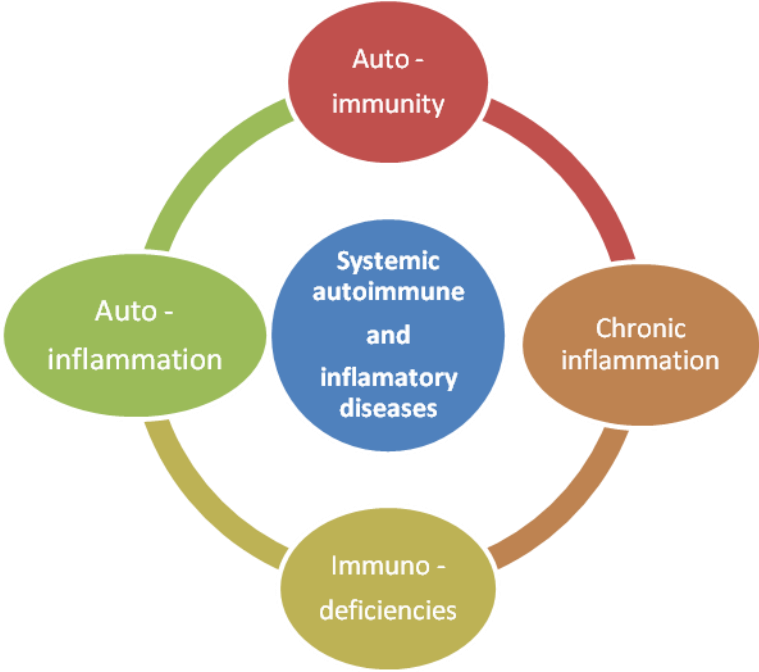 Auto -
immunity
Systemic
autoimmune
and
inflamatory
diseases
Auto -
inflammation
Chronic
inflammation
Immuno -
deficiencies